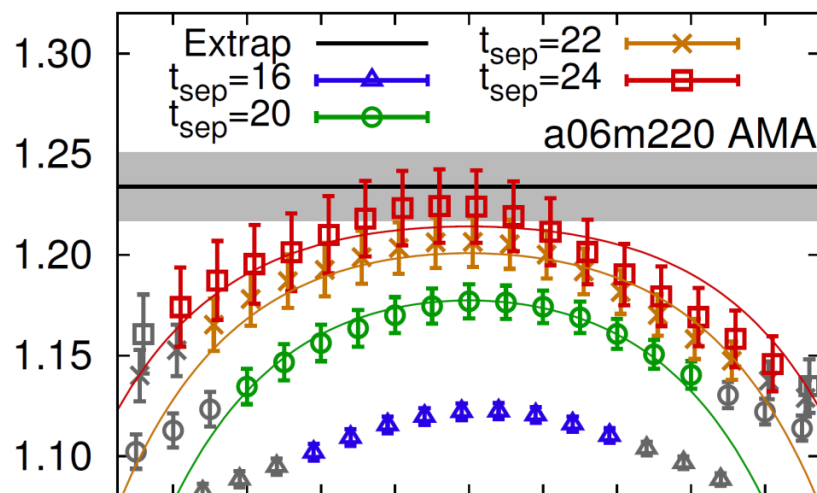 1.30
Extrap
t_sep=16
t_sep=20
t_sep=22
t_sep=24
a06m220 AMA
1.25
1.20
1.15
1.10